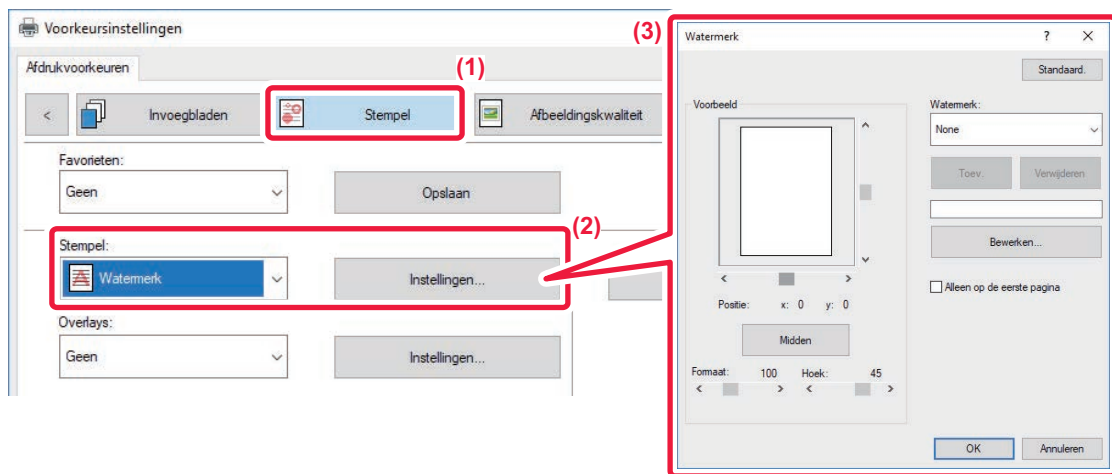 Voorkeursinstellingen
Afdrukvoorkeuren
(1)
< Invoegbladen Stempel Afbeeldingskwaliteit
Favorieten:
Geen Opslaan
(2)
Stempel:
Watermerk Instellingen...
Overlays:
Geen Instellingen...
(3)
Watermerk ? X
Standaard.
Voorbeeld
Watermerk:
None
Toev. Verwijderen
Bewerken...
Alleen op de eerste pagina
< >
Positie: x: 0 y: 0
Midden
Formaat: 100 Hoek: 45
< > < >
OK Annuleren